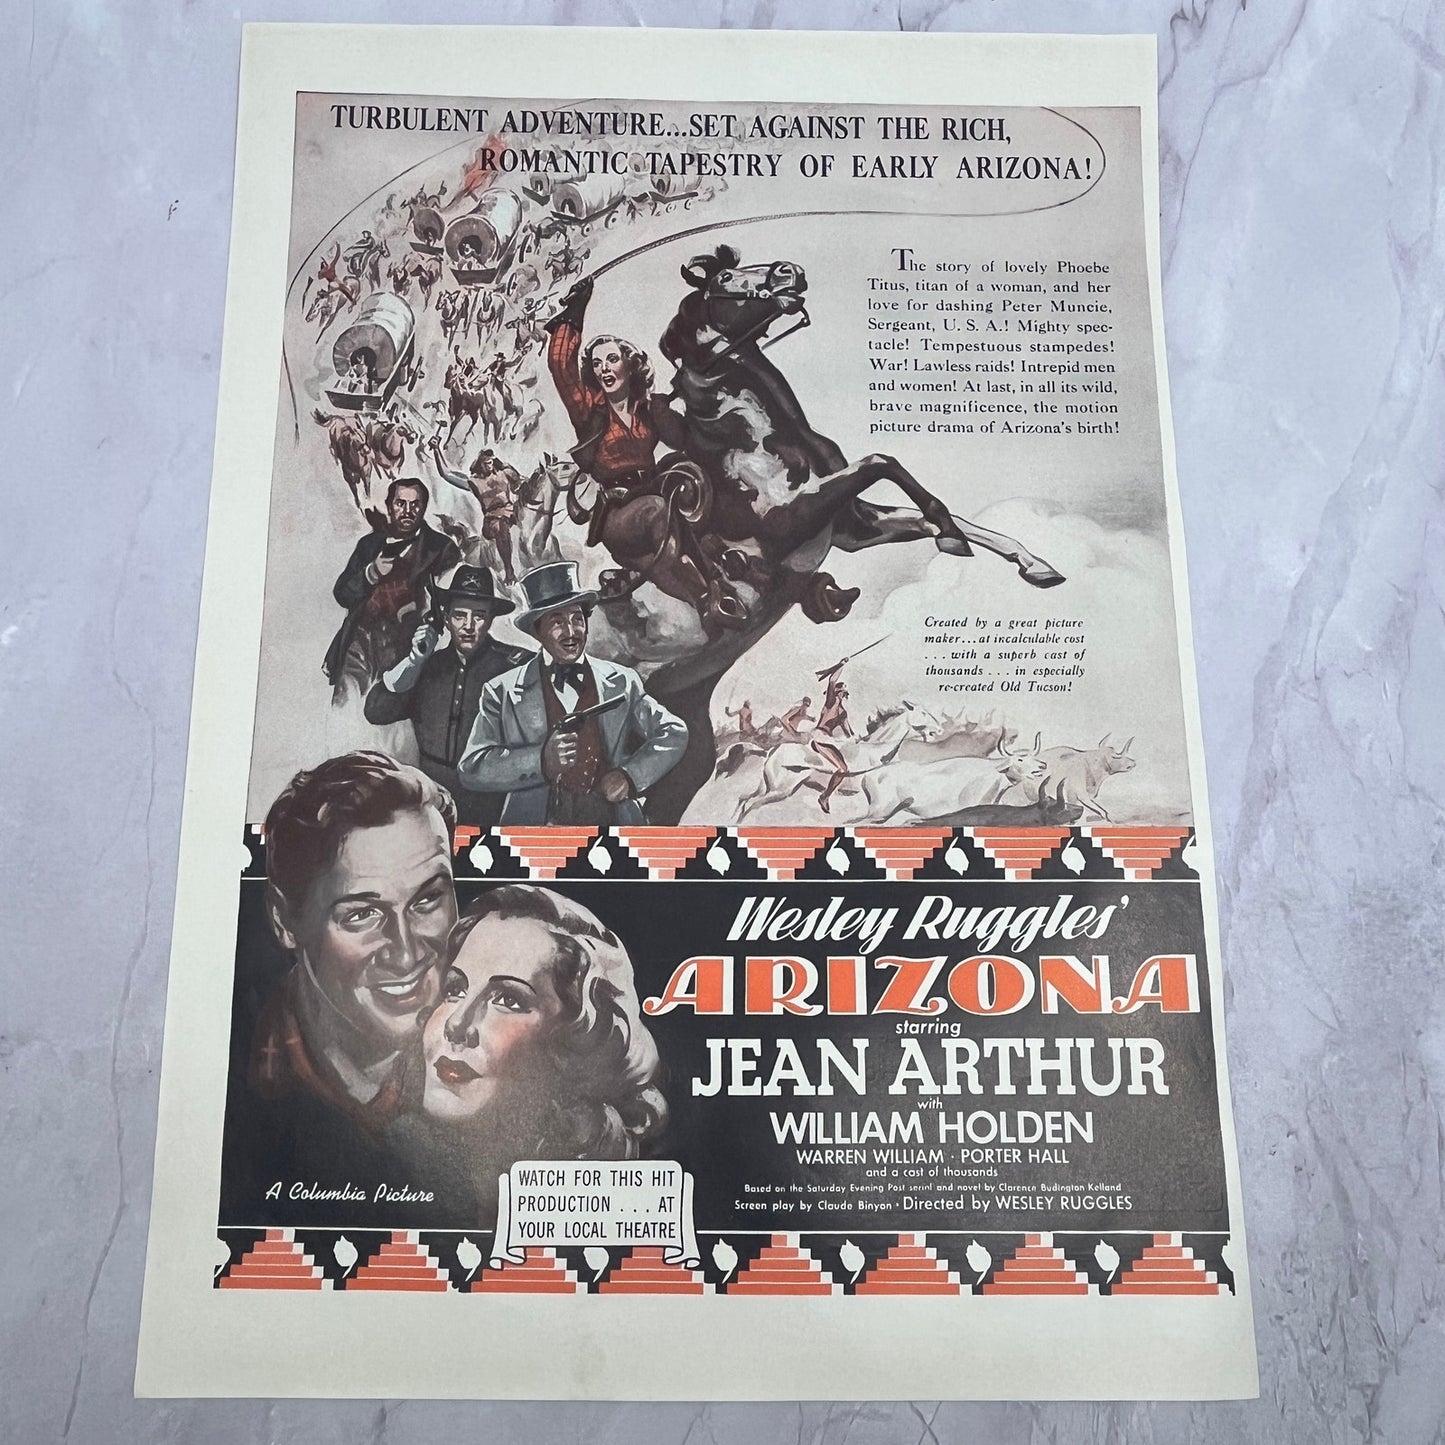 TURBULENT ADVENTURE...SET AGAINST THE RICH,
ROMANTIC TAPESTRY OF EARLY ARIZONA!
The story of lovely Phoebe
Titus, titan of a woman, and her
love for dashing Peter Muncie,
Sergeant, U. S. A.! Mighty spec-
tacle! Tempestuous stampedes!
War! Lawless raids! Intrepid men
and women! At last, in all its wild,
brave magnificence, the motion
picture drama of Arizona's birth!
Created by a great picture
maker...at incalculable cost
...with a superb cast of
thousands...in especially
re-created Old Tucson!
Wesley Ruggles'
ARIZONA
starring
JEAN ARTHUR
with
WILLIAM HOLDEN
WARREN WILLIAM · PORTER HALL
and a cast of thousands
Based on the Saturday Evening Post serial and novel by Clarence Budington Kelland
Screen play by Claude Binyon · Directed by WESLEY RUGGLES
A Columbia Picture
WATCH FOR THIS HIT
PRODUCTION...AT
YOUR LOCAL THEATRE